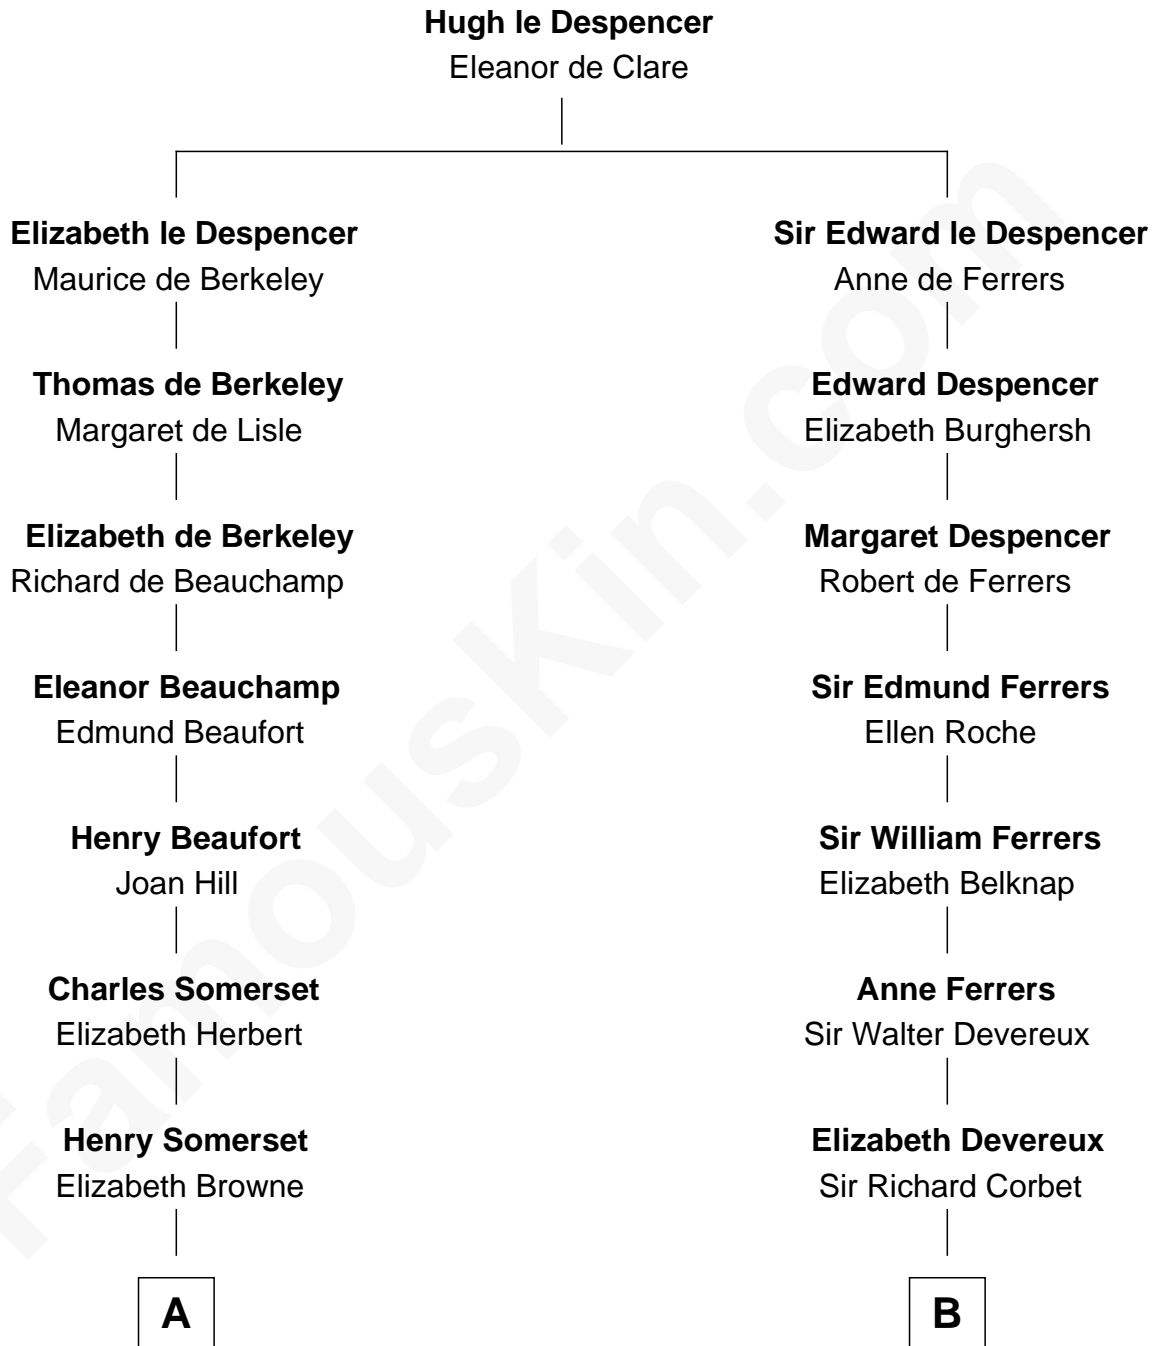 Hugh le Despencer
Eleanor de Clare
Elizabeth le Despencer
Maurice de Berkeley
Sir Edward le Despencer
Anne de Ferrers
Thomas de Berkeley
Margaret de Lisle
Edward Despencer
Elizabeth Burghersh
Elizabeth de Berkeley
Richard de Beauchamp
Margaret Despencer
Robert de Ferrers
Eleanor Beauchamp
Edmund Beaufort
Sir Edmund Ferrers
Ellen Roche
Henry Beaufort
Joan Hill
Sir William Ferrers
Elizabeth Belknap
Charles Somerset
Elizabeth Herbert
Anne Ferrers
Sir Walter Devereux
Henry Somerset
Elizabeth Browne
Elizabeth Devereux
Sir Richard Corbet
A
B
FamousKin.com